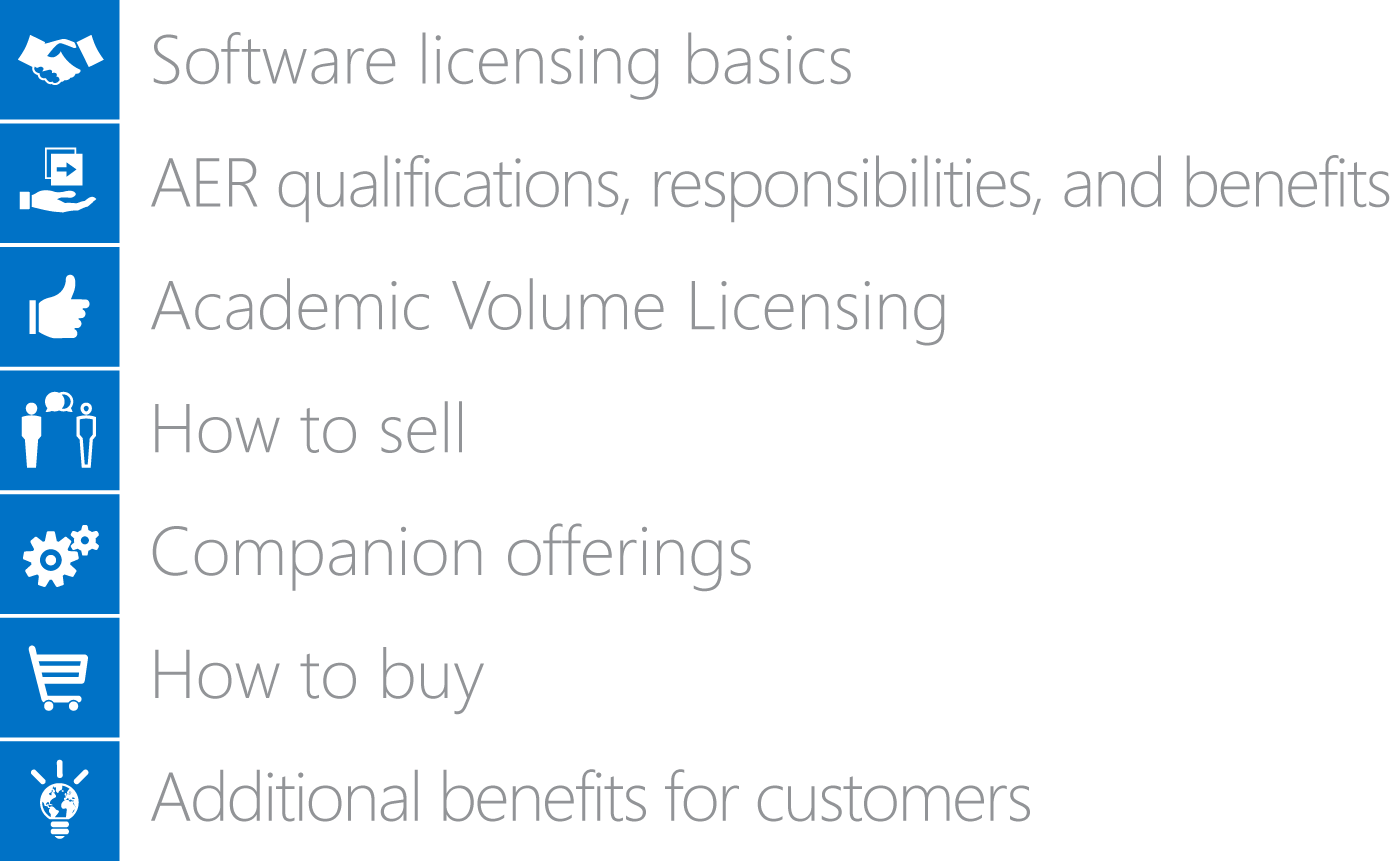 Software licensing basics
AER qualifications, responsibilities, and benefits
Academic Volume Licensing
How to sell
Companion offerings
How to buy
Additional benefits for customers